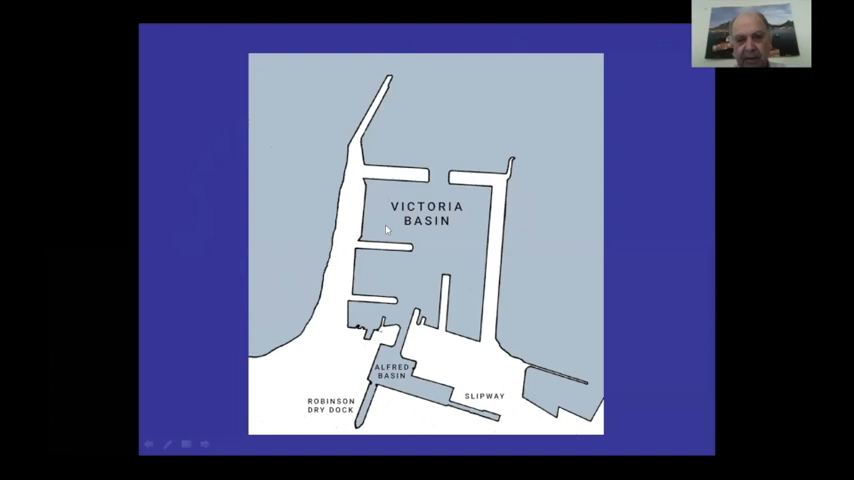 VICTORIA
BASIN
ALFRED
BASIN
ROBINSON
DRY DOCK
SLIPWAY